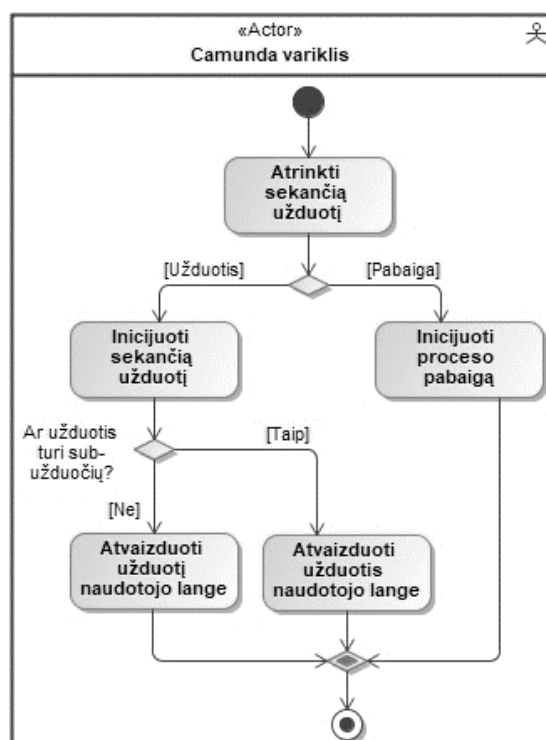 «Actor»
Camunda variklis
Atrinkti
sekančią
užduotį
[Užduotis]
[Pabaiga]
Inicijuoti
sekančią
užduotį
Inicijuoti
proceso
pabaigą
Ar užduotis
turi sub-
užduočių?
[Taip]
[Ne]
Atvaizduoti
užduotį
naudotojo lange
Atvaizduoti
užduotis
naudotojo lange